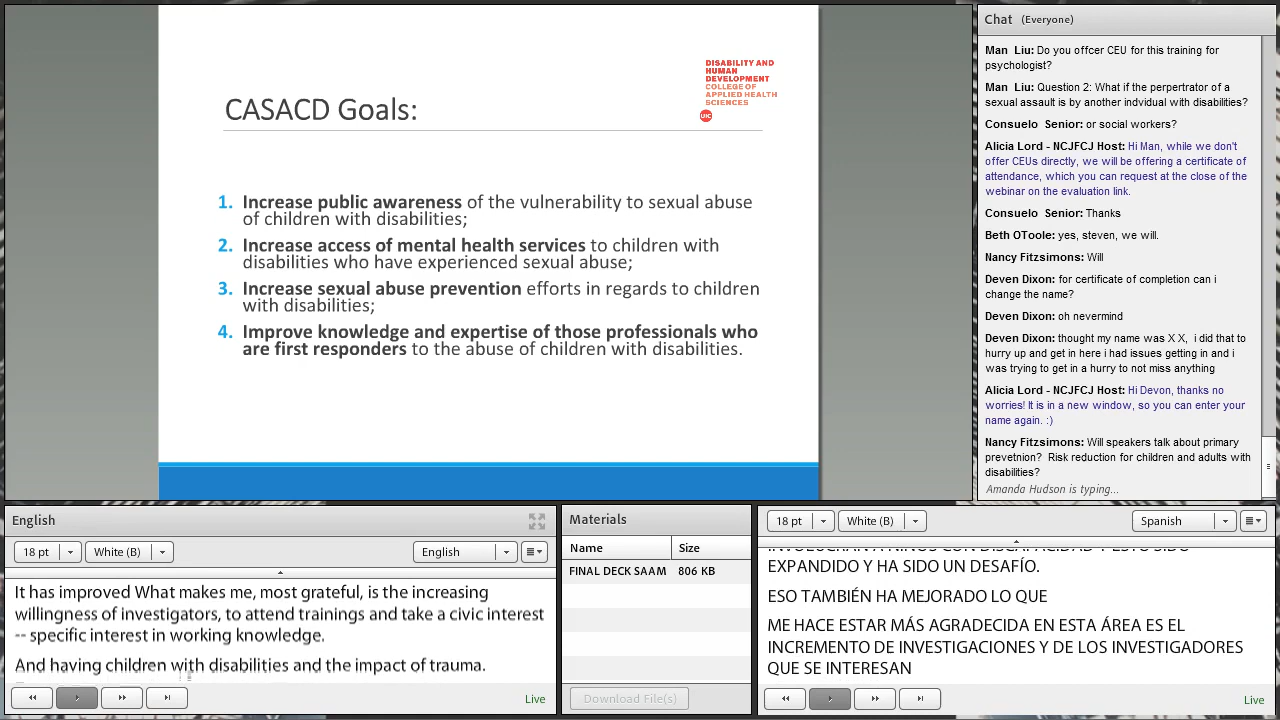 CASACD Goals:
DISABILITY AND
HUMAN
DEVELOPMENT
COLLEGE OF
APPLIED HEALTH
SCIENCES
UIC
1. Increase public awareness of the vulnerability to sexual abuse
of children with disabilities;
2. Increase access of mental health services to children with
disabilities who have experienced sexual abuse;
3. Increase sexual abuse prevention efforts in regards to children
with disabilities;
4. Improve knowledge and expertise of those professionals who
are first responders to the abuse of children with disabilities.
Chat (Everyone)
Man Liu: Do you offcer CEU for this training for
psychologist?
Man Liu: Question 2: What if the perpertrator of a
sexual assault is by another indidual with disabilities?
Consuelo Senior: or social workers?
Alicia Lord - NCJFCJ Host: Hi Man, while we don't
offer CEUs directly, we will be offering a certificate of
attendance, which you can request at the close of the
webinar on the evaluation link.
Consuelo Senior: Thanks
Beth OToole: yes, steven, we will.
Nancy Fitzsimons: Will
Deven Dixon: for certificate of completion can i
change the name?
Deven Dixon: oh nevermind
Deven Dixon: thought my name was X X, i did that to
hurry up and get in here i had issues getting in and i
was trying to get in a hurry to not miss anything
Alicia Lord - NCJFCJ Host: Hi Devon, thanks no
worries! It is in a new window, so you can enter your
name again. :)
Nancy Fitzsimons: Will speakers talk about primary
prevetnion? Risk reduction for children and adults with
disabilities?
Amanda Hudson is typing...
English
18 pt White (B) English
It has improved What makes me, most grateful, is the increasing
willingness of investigators, to attend trainings and take a civic interest
-- specific interest in working knowledge.
And having children with disabilities and the impact of trauma.
Live
Materials
Name Size
FINAL DECK SAAM 806 KB
Download File(s)
18 pt White (B) Spanish
INVOLUCRAN A NIÑOS CON DISCAPACIDAD Y ESTO SIDO
EXPANDIDO Y HA SIDO UN DESAFÍO.
ESO TAMBIÉN HA MEJORADO LO QUE
ME HACE ESTAR MÁS AGRADECIDA EN ESTA ÁREA ES EL
INCREMENTO DE INVESTIGACIONES Y DE LOS INVESTIGADORES
QUE SE INTERESAN
Live